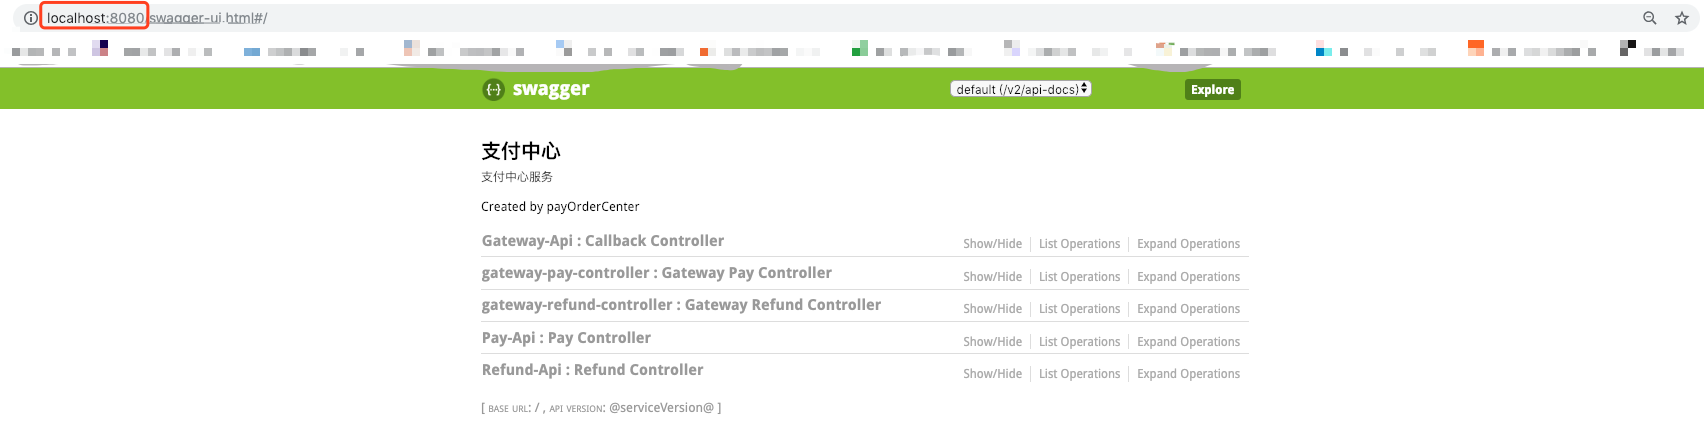 localhost:8080/swagger-ui.html#/
{···} swagger
default (/v2/api-docs)
Explore
支付中心
支付中心服务
Created by payOrderCenter
Gateway-Api : Callback Controller Show/Hide List Operations Expand Operations
gateway-pay-controller : Gateway Pay Controller Show/Hide List Operations Expand Operations
gateway-refund-controller : Gateway Refund Controller Show/Hide List Operations Expand Operations
Pay-Api : Pay Controller Show/Hide List Operations Expand Operations
Refund-Api : Refund Controller Show/Hide List Operations Expand Operations
[ BASE URL: / , API VERSION: @serviceVersion@ ]